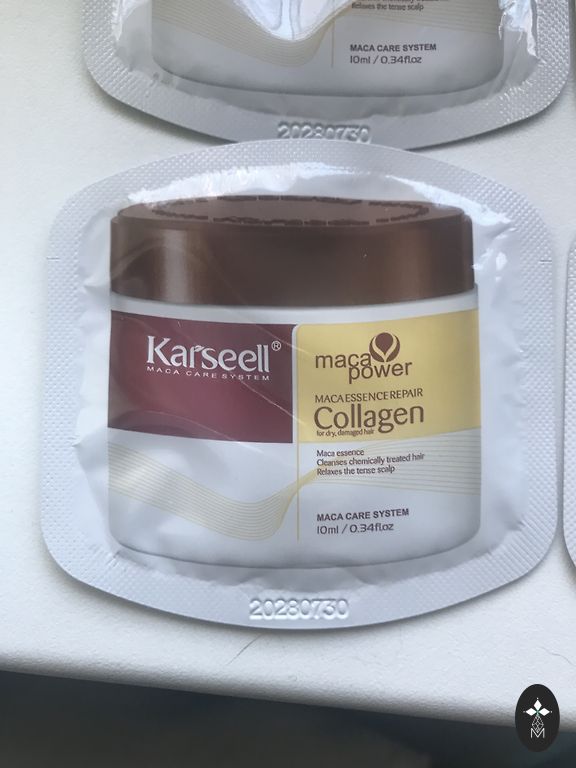 Relaxes the tense scalp
MACA CARE SYSTEM
10ml / 0.34fl.oz
20280730
Karseell®
MACA CARE SYSTEM
maca
power
MACA ESSENCE REPAIR
Collagen
for dry, damaged hair
Maca essence
Cleanses chemically treated hair
Relaxes the tense scalp
MACA CARE SYSTEM
10ml / 0.34fl.oz
20280730
M